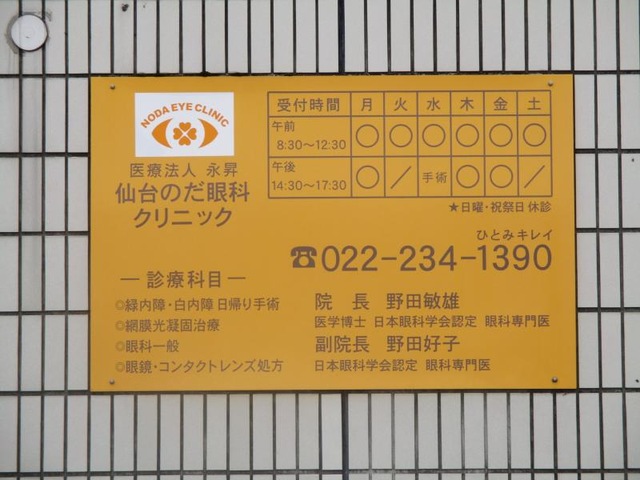 NODA EYE CLINIC
医療法人 永昇
仙台のだ眼科
クリニック
受付時間 月 火 水 木 金 土
午前 8:30～12:30 ○ ○ ○ ○ ○ ○
午後 14:30～17:30 ○ ／ 手術 ○ ○ ／
★日曜・祝祭日 休診
ひとみキレイ
☎022-234-1390
―診療科目―
◎緑内障・白内障 日帰り手術
◎網膜光凝固治療
◎眼科一般
◎眼鏡・コンタクトレンズ処方
院 長 野田敏雄
医学博士 日本眼科学会認定 眼科専門医
副院長 野田好子
日本眼科学会認定 眼科専門医